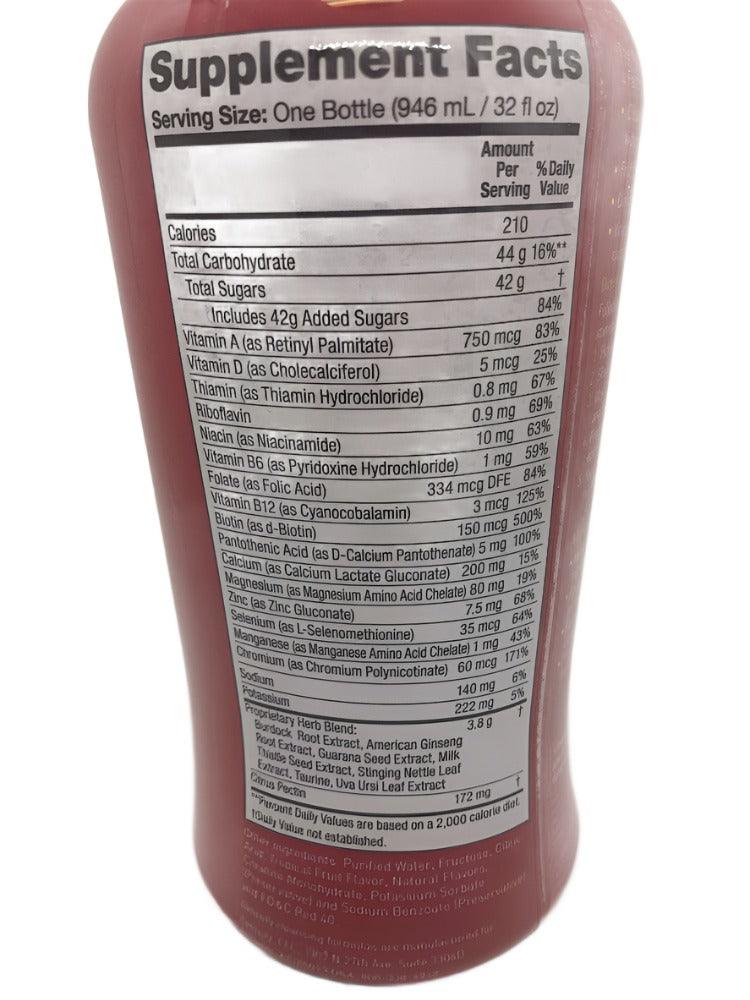 Supplement Facts
Serving Size: One Bottle (946 mL / 32 fl oz)
Amount Per Serving % Daily Value
Calories 210
Total Carbohydrate 44 g 16%**
Total Sugars 42 g †
Includes 42g Added Sugars 84%
Vitamin A (as Retinyl Palmitate) 750 mcg 83%
Vitamin D (as Cholecalciferol) 5 mcg 25%
Thiamin (as Thiamin Hydrochloride) 0.8 mg 67%
Riboflavin 0.9 mg 69%
Niacin (as Niacinamide) 10 mg 63%
Vitamin B6 (as Pyridoxine Hydrochloride) 1 mg 59%
Folate (as Folic Acid) 334 mcg DFE 84%
Vitamin B12 (as Cyanocobalamin) 3 mcg 125%
Biotin (as d-Biotin) 150 mcg 500%
Pantothenic Acid (as D-Calcium Pantothenate) 5 mg 100%
Calcium (as Calcium Lactate Gluconate) 200 mg 15%
Magnesium (as Magnesium Amino Acid Chelate) 80 mg 19%
Zinc (as Zinc Gluconate) 7.5 mg 68%
Selenium (as L-Selenomethionine) 35 mcg 64%
Manganese (as Manganese Amino Acid Chelate) 1 mg 43%
Chromium (as Chromium Polynicotinate) 60 mcg 171%
Sodium 140 mg 6%
Potassium 222 mg 5%
Proprietary Herb Blend: 3.8 g †
Burdock Root Extract, American Ginseng
Root Extract, Guarana Seed Extract, Milk
Thistle Seed Extract, Stinging Nettle Leaf
Extract, Taurine, Uva Ursi Leaf Extract
Citrus Pectin 172 mg †
**Percent Daily Values are based on a 2,000 calorie diet.
†Daily Value not established.
Other Ingredients: Purified Water, Fructose, Citric
Acid, Fruit Flavor, Natural Flavors,
Monohydrate, Potassium Sorbate
(Preservative) and Sodium Benzoate (Preservative)
and FD&C Red 40